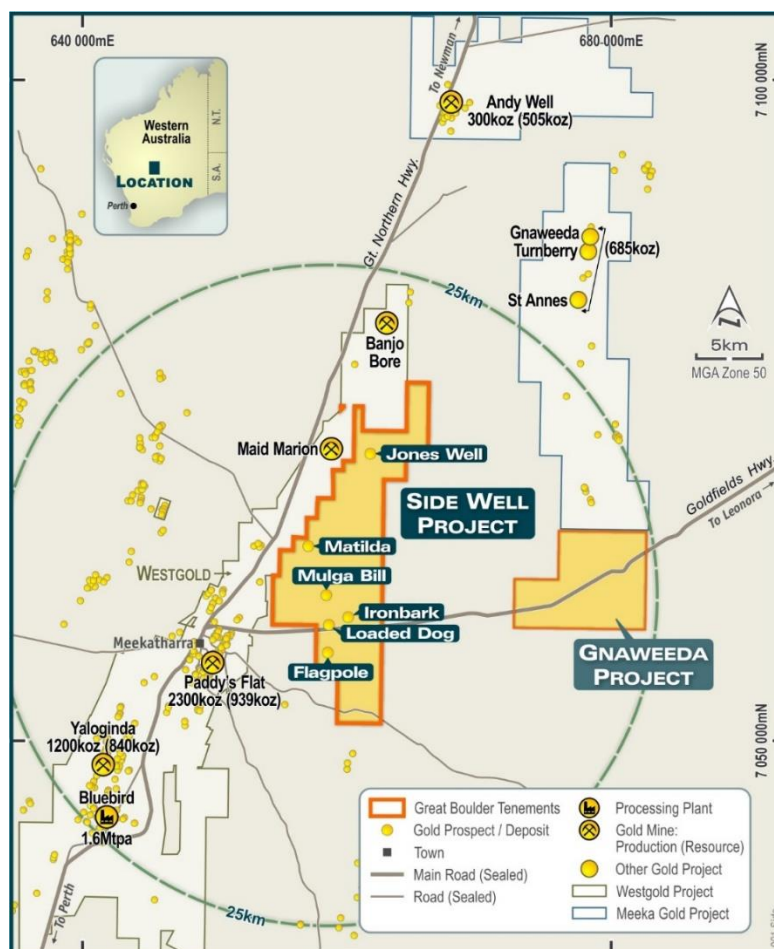 640 000mE
680 000mE
To Newman
7 100 000mN
Andy Well
300koz (505koz)
Western
Australia
N.T.
S.A.
LOCATION
Perth
Gt. Northern Hwy.
Gnaweeda
Turnberry
(685koz)
St Annes
25km
5km
MGA Zone 50
Banjo
Bore
Maid Marion
Jones Well
SIDE WELL
PROJECT
Goldfields Hwy.
To Leonora
Matilda
WESTGOLD
Mulga Bill
Ironbark
Loaded Dog
Meekatharra
Flagpole
GNAWEEDA
PROJECT
Paddy's Flat
2300koz (939koz)
Yaloginda
1200koz (840koz)
7 050 000mN
Bluebird
1.6Mtpa
Great Boulder Tenements
Gold Prospect / Deposit
Town
Main Road (Sealed)
Road (Sealed)
Processing Plant
Gold Mine:
Production (Resource)
Other Gold Project
Westgold Project
Meeka Gold Project
To Perth
25km